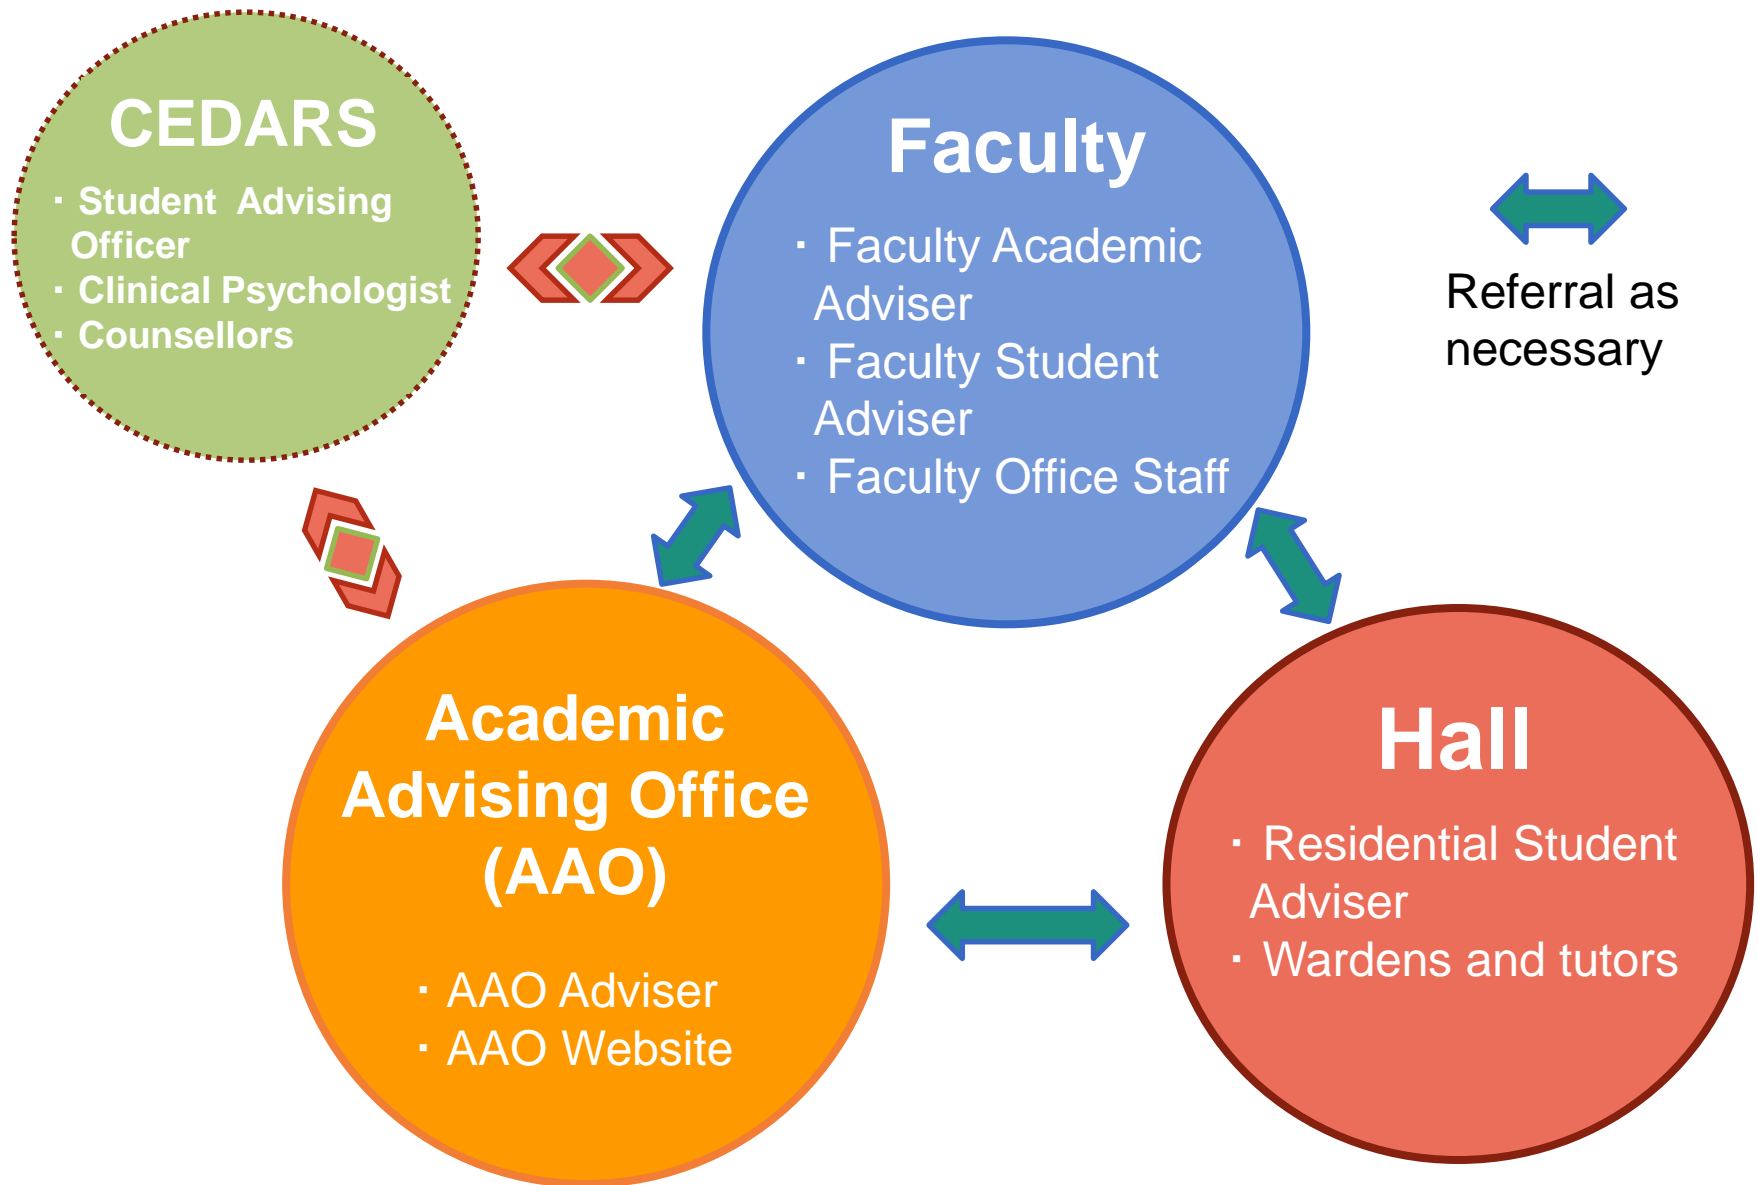 CEDARS
· Student Advising
Officer
· Clinical Psychologist
· Counsellors
Faculty
· Faculty Academic
Adviser
· Faculty Student
Adviser
· Faculty Office Staff
Referral as
necessary
Academic
Advising Office
(AAO)
· AAO Adviser
· AAO Website
Hall
· Residential Student
Adviser
· Wardens and tutors